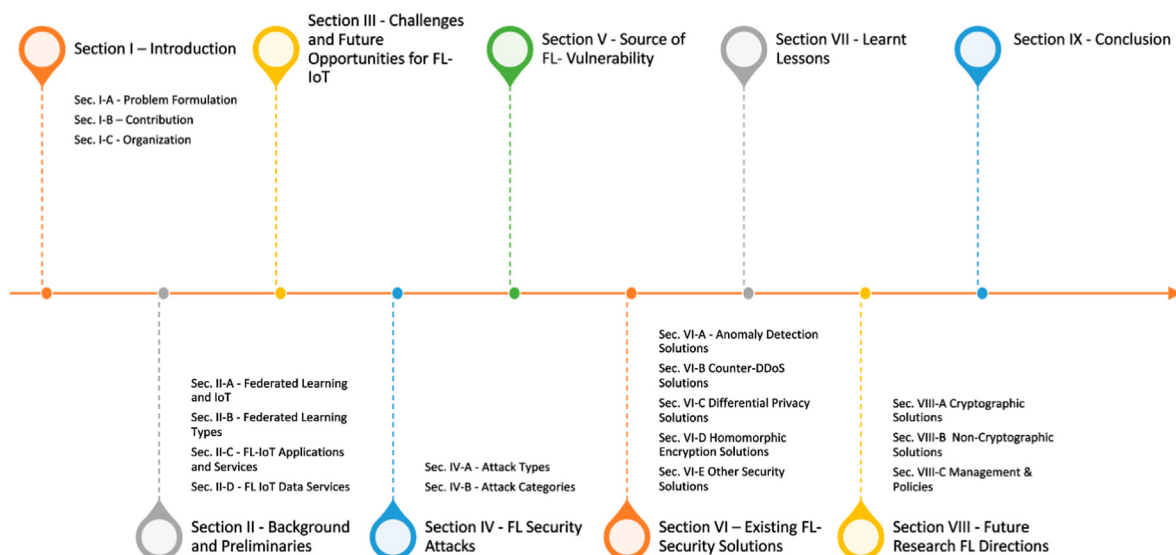 Section I – Introduction
Sec. I-A - Problem Formulation
Sec. I-B – Contribution
Sec. I-C - Organization
Section III - Challenges
and Future
Opportunities for FL-
IoT
Section V - Source of
FL- Vulnerability
Section VII - Learnt
Lessons
Section IX - Conclusion
Sec. II-A - Federated Learning
and IoT
Sec. II-B - Federated Learning
Types
Sec. II-C - FL-IoT Applications
and Services
Sec. II-D - FL IoT Data Services
Section II - Background
and Preliminaries
Sec. IV-A - Attack Types
Sec. IV-B - Attack Categories
Section IV - FL Security
Attacks
Sec. VI-A - Anomaly Detection
Solutions
Sec. VI-B Counter-DDoS
Solutions
Sec. VI-C Differential Privacy
Solutions
Sec. VI-D Homomorphic
Encryption Solutions
Sec. VI-E Other Security
Solutions
Section VI – Existing FL-
Security Solutions
Sec. VIII-A Cryptographic
Solutions
Sec. VIII-B Non-Cryptographic
Solutions
Sec. VIII-C Management &
Policies
Section VIII - Future
Research FL Directions